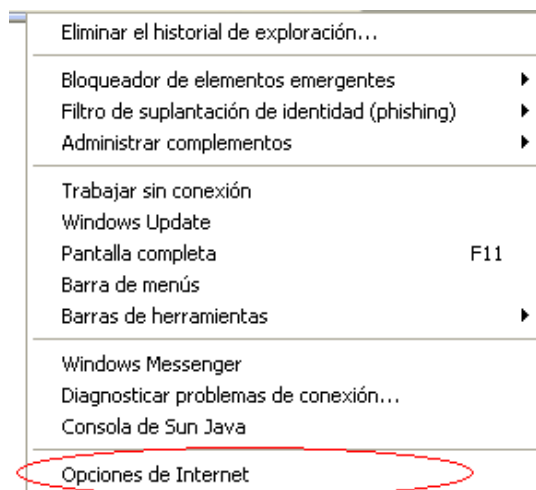 Eliminar el historial de exploración...
Bloqueador de elementos emergentes
Filtro de suplantación de identidad (phishing)
Administrar complementos
Trabajar sin conexión
Windows Update
Pantalla completa F11
Barra de menús
Barras de herramientas
Windows Messenger
Diagnosticar problemas de conexión...
Consola de Sun Java
Opciones de Internet